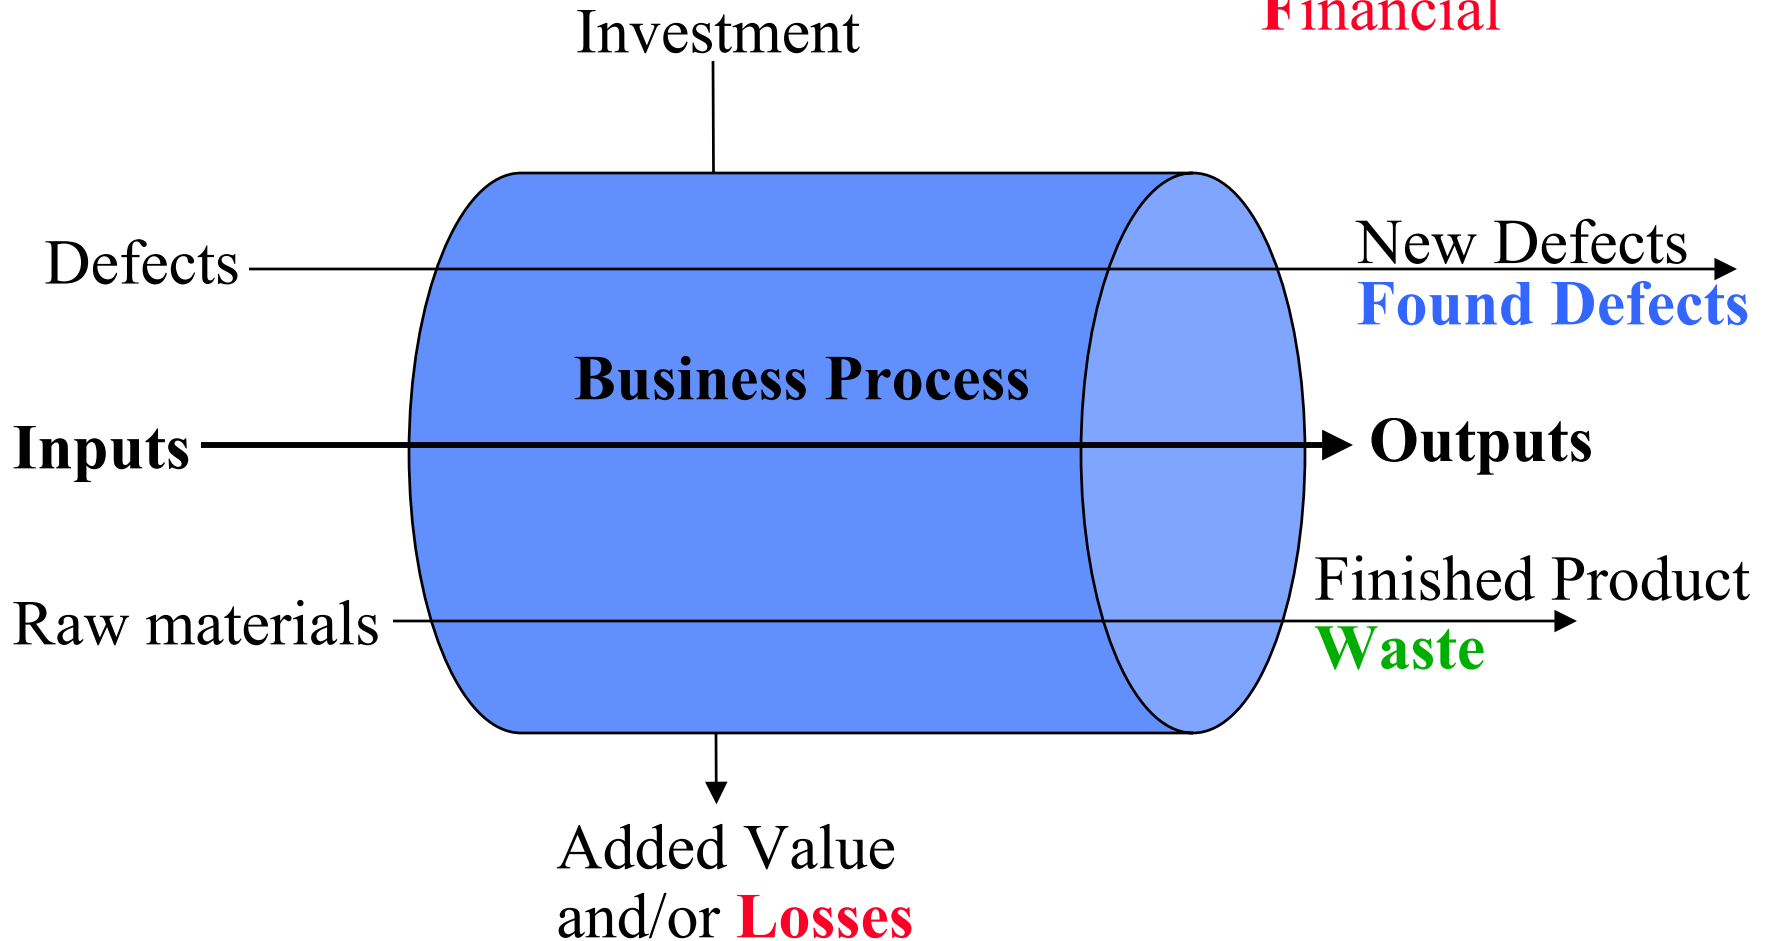 Financial
Investment
Defects
New Defects
Found Defects
Business Process
Inputs
Outputs
Raw materials
Finished Product
Waste
Added Value
and/or Losses